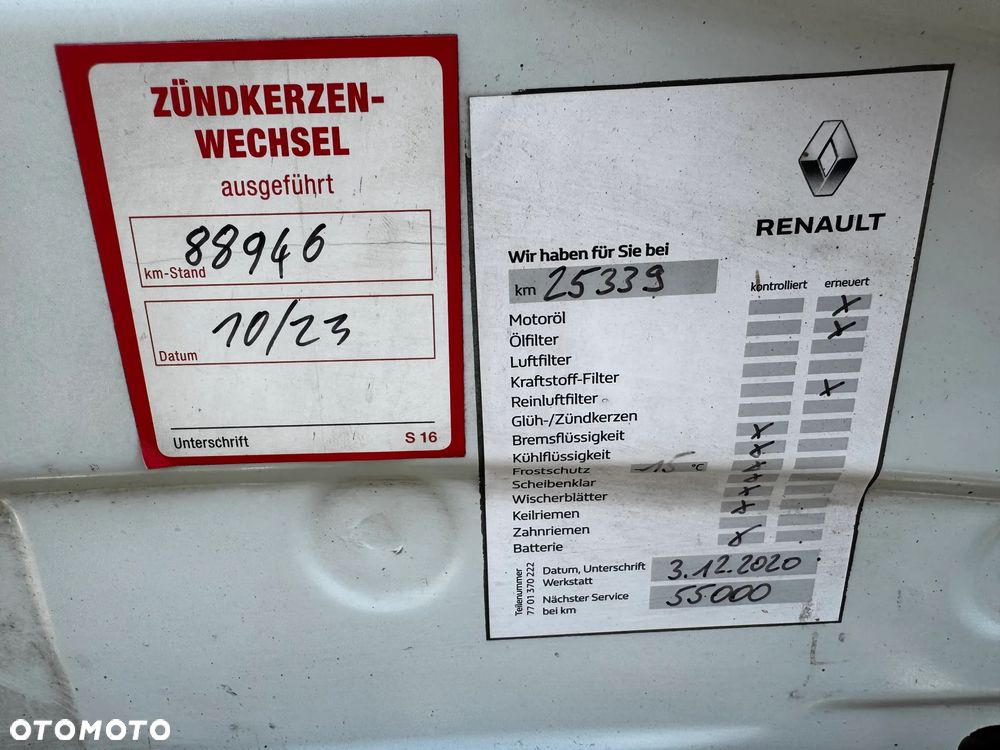 ZÜNDKERZEN-
WECHSEL
ausgeführt
km-Stand 88946
Datum 10/23
Unterschrift S 16
RENAULT
Wir haben für Sie bei
km 25339
kontrolliert erneuert
Motoröl X
Ölfilter X
Luftfilter
Kraftstoff-Filter
Reinluftfilter X
Glüh-/Zündkerzen
Bremsflüssigkeit X
Kühlflüssigkeit X
Frostschutz -15 °C
Scheibenklar X
Wischerblätter X
Keilriemen X
Zahnriemen
Batterie X
Teilenummer
77 01 370 222
Datum, Unterschrift 3.12.2020
Werkstatt
Nächster Service 55000
bei km
OTOMOTO